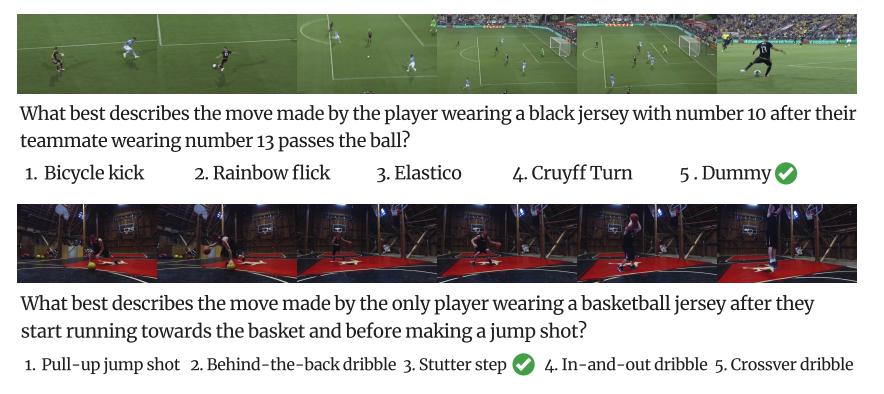 What best describes the move made by the player wearing a black jersey with number 10 after their
teammate wearing number 13 passes the ball?
1. Bicycle kick 2. Rainbow flick 3. Elastico 4. Cruyff Turn 5 . Dummy
What best describes the move made by the only player wearing a basketball jersey after they
start running towards the basket and before making a jump shot?
1. Pull-up jump shot 2. Behind-the-back dribble 3. Stutter step 4. In-and-out dribble 5. Crossver dribble